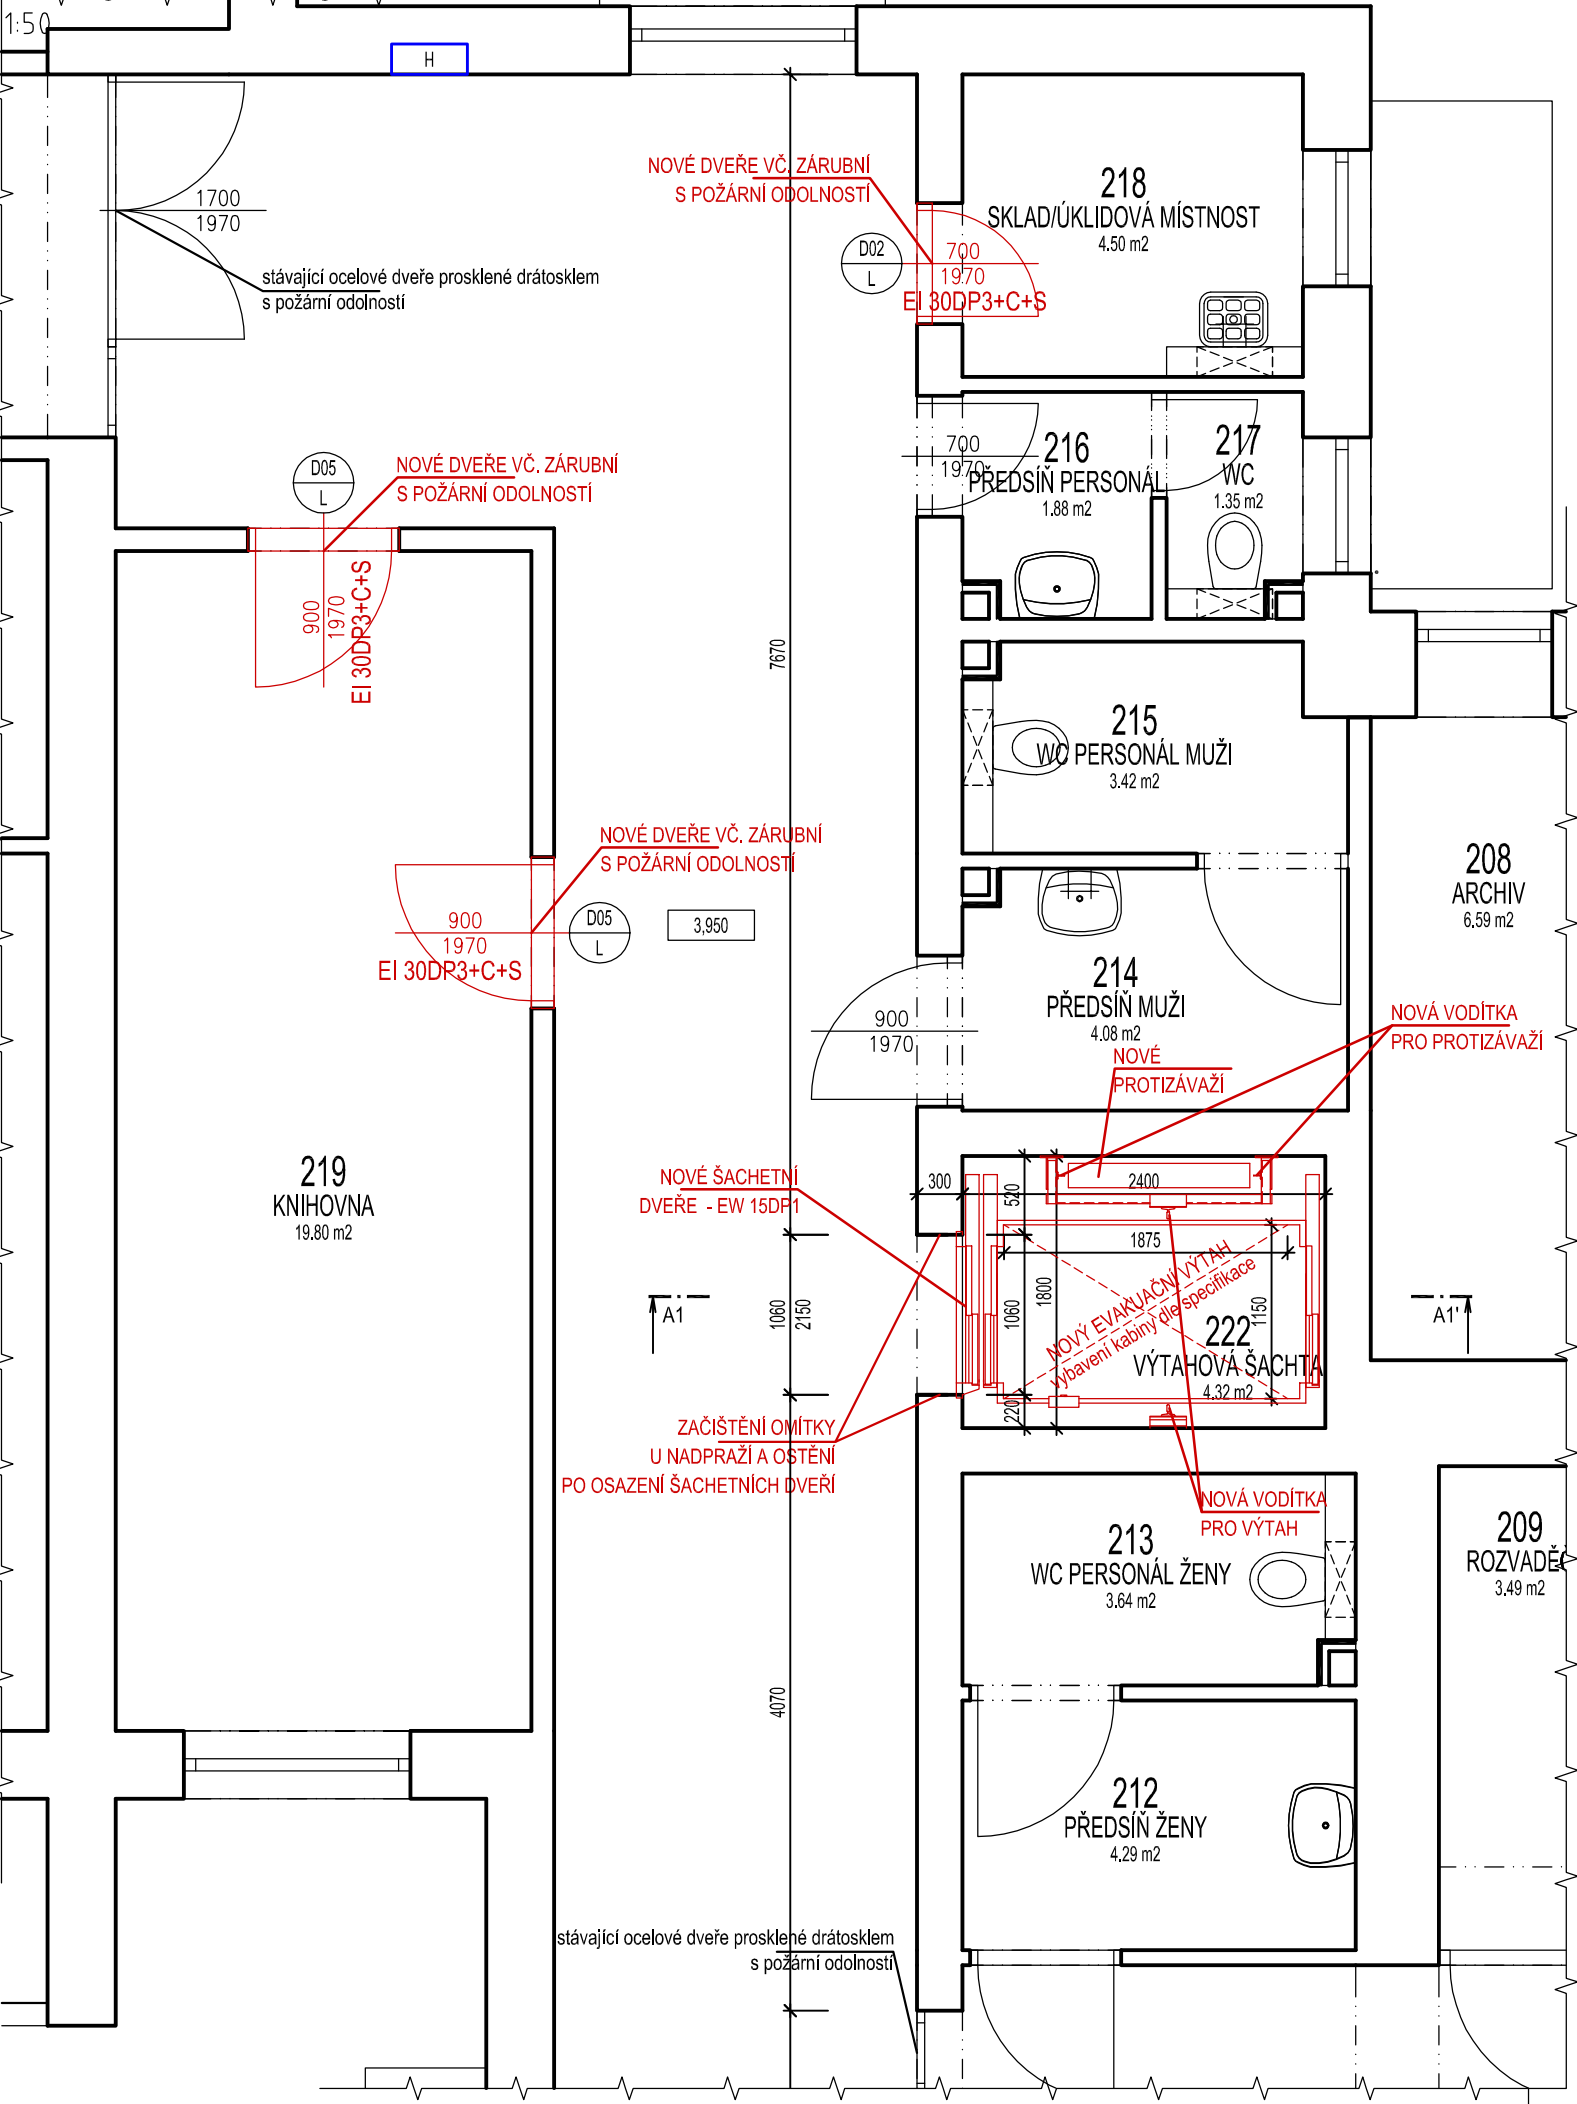 1:50
H
1700
1970
stávající ocelové dveře prosklené drátosklem
s požární odolností
NOVÉ DVEŘE VČ. ZÁRUBNÍ
S POŽÁRNÍ ODOLNOSTÍ
D02
L
700
1970
EI 30DP3+C+S
218
SKLAD/ÚKLIDOVÁ MÍSTNOST
4.50 m2
D05
L
NOVÉ DVEŘE VČ. ZÁRUBNÍ
S POŽÁRNÍ ODOLNOSTÍ
900
1970
EI 30DP3+C+S
700
1970
216
PŘEDSÍŇ PERSONÁL
1.88 m2
217
WC
1.35 m2
7670
215
WC PERSONÁL MUŽI
3.42 m2
NOVÉ DVEŘE VČ. ZÁRUBNÍ
S POŽÁRNÍ ODOLNOSTÍ
900
1970
EI 30DP3+C+S
D05
L
3,950
208
ARCHIV
6.59 m2
214
PŘEDSÍŇ MUŽI
4.08 m2
900
1970
NOVÁ VODÍTKA
PRO PROTIZÁVAŽÍ
NOVÉ
PROTIZÁVAŽÍ
219
KNIHOVNA
19.80 m2
NOVÉ ŠACHETNÍ
DVEŘE - EW 15DP1
300
520
2400
1875
1060
2150
1060
1800
1150
220
NOVÝ EVAKUAČNÍ VÝTAH
vybavení kabiny dle specifikace
222
VÝTAHOVÁ ŠACHTA
4.32 m2
A1
A1'
ZAČIŠTĚNÍ OMÍTKY
U NADPRAŽÍ A OSTĚNÍ
PO OSAZENÍ ŠACHETNÍCH DVEŘÍ
NOVÁ VODÍTKA
PRO VÝTAH
213
WC PERSONÁL ŽENY
3.64 m2
209
ROZVADĚČ
3.49 m2
4070
212
PŘEDSÍŇ ŽENY
4.29 m2
stávající ocelové dveře prosklené drátosklem
s požární odolností